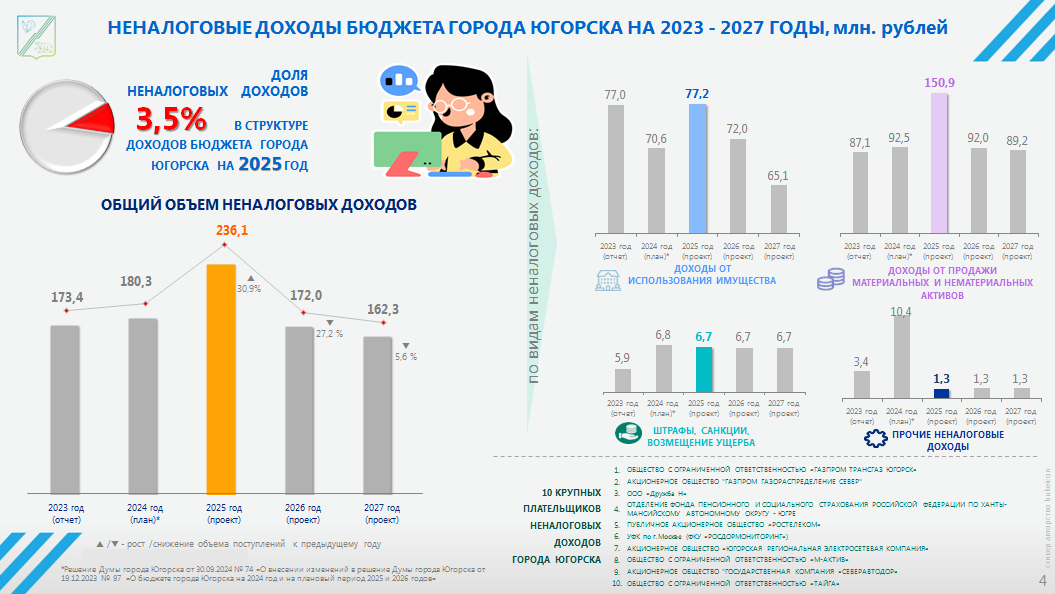 НЕНАЛОГОВЫЕ ДОХОДЫ БЮДЖЕТА ГОРОДА ЮГОРСКА НА 2023 - 2027 ГОДЫ, млн. рублей
ДОЛЯ
НЕНАЛОГОВЫХ ДОХОДОВ
3,5% В СТРУКТУРЕ
ДОХОДОВ БЮДЖЕТА ГОРОДА
ЮГОРСКА НА 2025 ГОД
ОБЩИЙ ОБЪЕМ НЕНАЛОГОВЫХ ДОХОДОВ
173,4
180,3
236,1
30,9%
172,0
27,2 %
162,3
5,6 %
2023 год 2024 год 2025 год 2026 год 2027 год
(отчет) (план)* (проект) (проект) (проект)
▲ /▼ - рост /снижение объема поступлений к предыдущему году
*Решение Думы города Югорска от 30.09.2024 № 74 «О внесении изменений в решение Думы города Югорска от
19.12.2023 № 97 «О бюджете города Югорска на 2024 год и на плановый период 2025 и 2026 годов»
по видам неналоговых доходов:
77,0 70,6 77,2 72,0 65,1
2023 год 2024 год 2025 год 2026 год 2027 год
(отчет) (план)* (проект) (проект) (проект)
ДОХОДЫ ОТ
ИСПОЛЬЗОВАНИЯ ИМУЩЕСТВА
87,1 92,5 150,9 92,0 89,2
2023 год 2024 год 2025 год 2026 год 2027 год
(отчет) (план)* (проект) (проект) (проект)
ДОХОДЫ ОТ ПРОДАЖИ
МАТЕРИАЛЬНЫХ И НЕМАТЕРИАЛЬНЫХ
АКТИВОВ
5,9 6,8 6,7 6,7 6,7
2023 год 2024 год 2025 год 2026 год 2027 год
(отчет) (план)* (проект) (проект) (проект)
ШТРАФЫ, САНКЦИИ,
ВОЗМЕЩЕНИЕ УЩЕРБА
3,4 10,4 1,3 1,3 1,3
2023 год 2024 год 2025 год 2026 год 2027 год
(отчет) (план)* (проект) (проект) (проект)
ПРОЧИЕ НЕНАЛОГОВЫЕ
ДОХОДЫ
10 КРУПНЫХ
ПЛАТЕЛЬЩИКОВ
НЕНАЛОГОВЫХ
ДОХОДОВ
ГОРОДА ЮГОРСКА
1. ОБЩЕСТВО С ОГРАНИЧЕННОЙ ОТВЕТСТВЕННОСТЬЮ «ГАЗПРОМ ТРАНСГАЗ ЮГОРСК»
2. АКЦИОНЕРНОЕ ОБЩЕСТВО "ГАЗПРОМ ГАЗОРАСПРЕДЕЛЕНИЕ СЕВЕР"
3. ООО «Дружба Н»
4. ОТДЕЛЕНИЕ ФОНДА ПЕНСИОННОГО И СОЦИАЛЬНОГО СТРАХОВАНИЯ РОССИЙСКОЙ ФЕДЕРАЦИИ ПО ХАНТЫ-
МАНСИЙСКОМУ АВТОНОМНОМУ ОКРУГУ - ЮГРЕ
5. ПУБЛИЧНОЕ АКЦИОНЕРНОЕ ОБЩЕСТВО «РОСТЕЛЕКОМ»
6. УФК по г.Москве (ФКУ «РОСДОРМОНИТОРИНГ»)
7. АКЦИОНЕРНОЕ ОБЩЕСТВО «ЮГОРСКАЯ РЕГИОНАЛЬНАЯ ЭЛЕКТРОСЕТЕВАЯ КОМПАНИЯ»
8. ОБЩЕСТВО С ОГРАНИЧЕННОЙ ОТВЕТСТВЕННОСТЬЮ «М-АКТИВ»
9. АКЦИОНЕРНОЕ ОБЩЕСТВО "ГОСУДАРСТВЕННАЯ КОМПАНИЯ «СЕВЕРАВТОДОР»
10. ОБЩЕСТВО С ОГРАНИЧЕННОЙ ОТВЕТСТВЕННОСТЬЮ «ТАЙГА»
стикер авторство
4